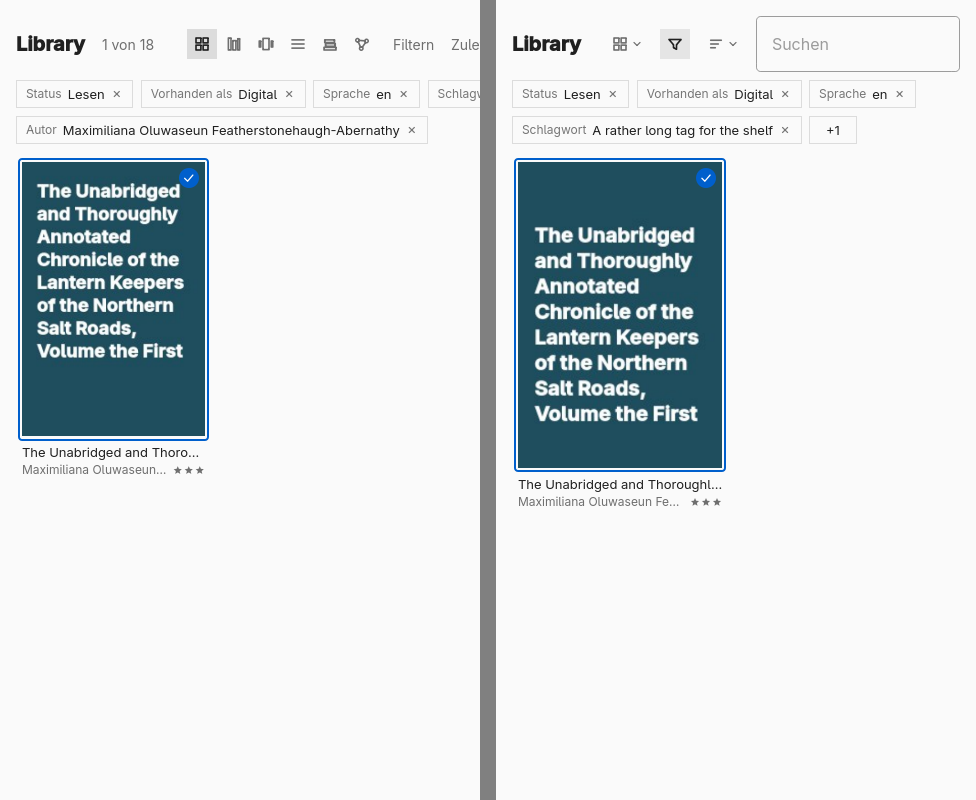 Library 1 von 18 Filtern Zule
Status Lesen × Vorhanden als Digital × Sprache en × Schlagw
Autor Maximiliana Oluwaseun Featherstonehaugh-Abernathy ×
The Unabridged
and Thoroughly
Annotated
Chronicle of the
Lantern Keepers
of the Northern
Salt Roads,
Volume the First
The Unabridged and Thoro...
Maximiliana Oluwaseun... ★★★
Library Suchen
Status Lesen × Vorhanden als Digital × Sprache en ×
Schlagwort A rather long tag for the shelf × +1
The Unabridged
and Thoroughly
Annotated
Chronicle of the
Lantern Keepers
of the Northern
Salt Roads,
Volume the First
The Unabridged and Thoroughl...
Maximiliana Oluwaseun Fe... ★★★